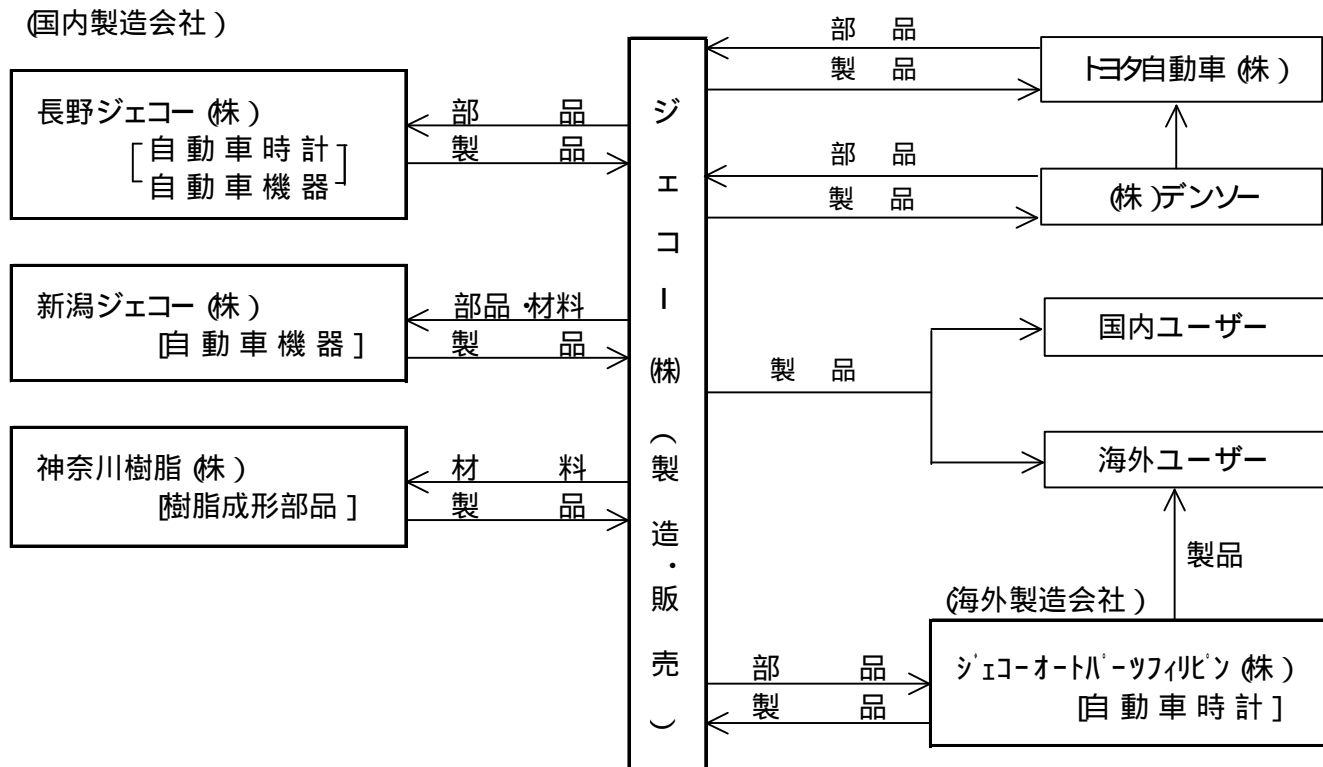 (国内製造会社)
長野ジェコー(株)
[自動車時計]
[自動車機器]
部品
製品
新潟ジェコー(株)
[自動車機器]
部品・材料
製品
神奈川樹脂(株)
[樹脂成形部品]
材料
製品
ジェコー(株)(製造・販売)
部品
製品
トヨタ自動車(株)
部品
製品
(株)デンソー
製品
国内ユーザー
海外ユーザー
製品
(海外製造会社)
部品
製品
ジェコーオートパーツフィリピン(株)
[自動車時計]